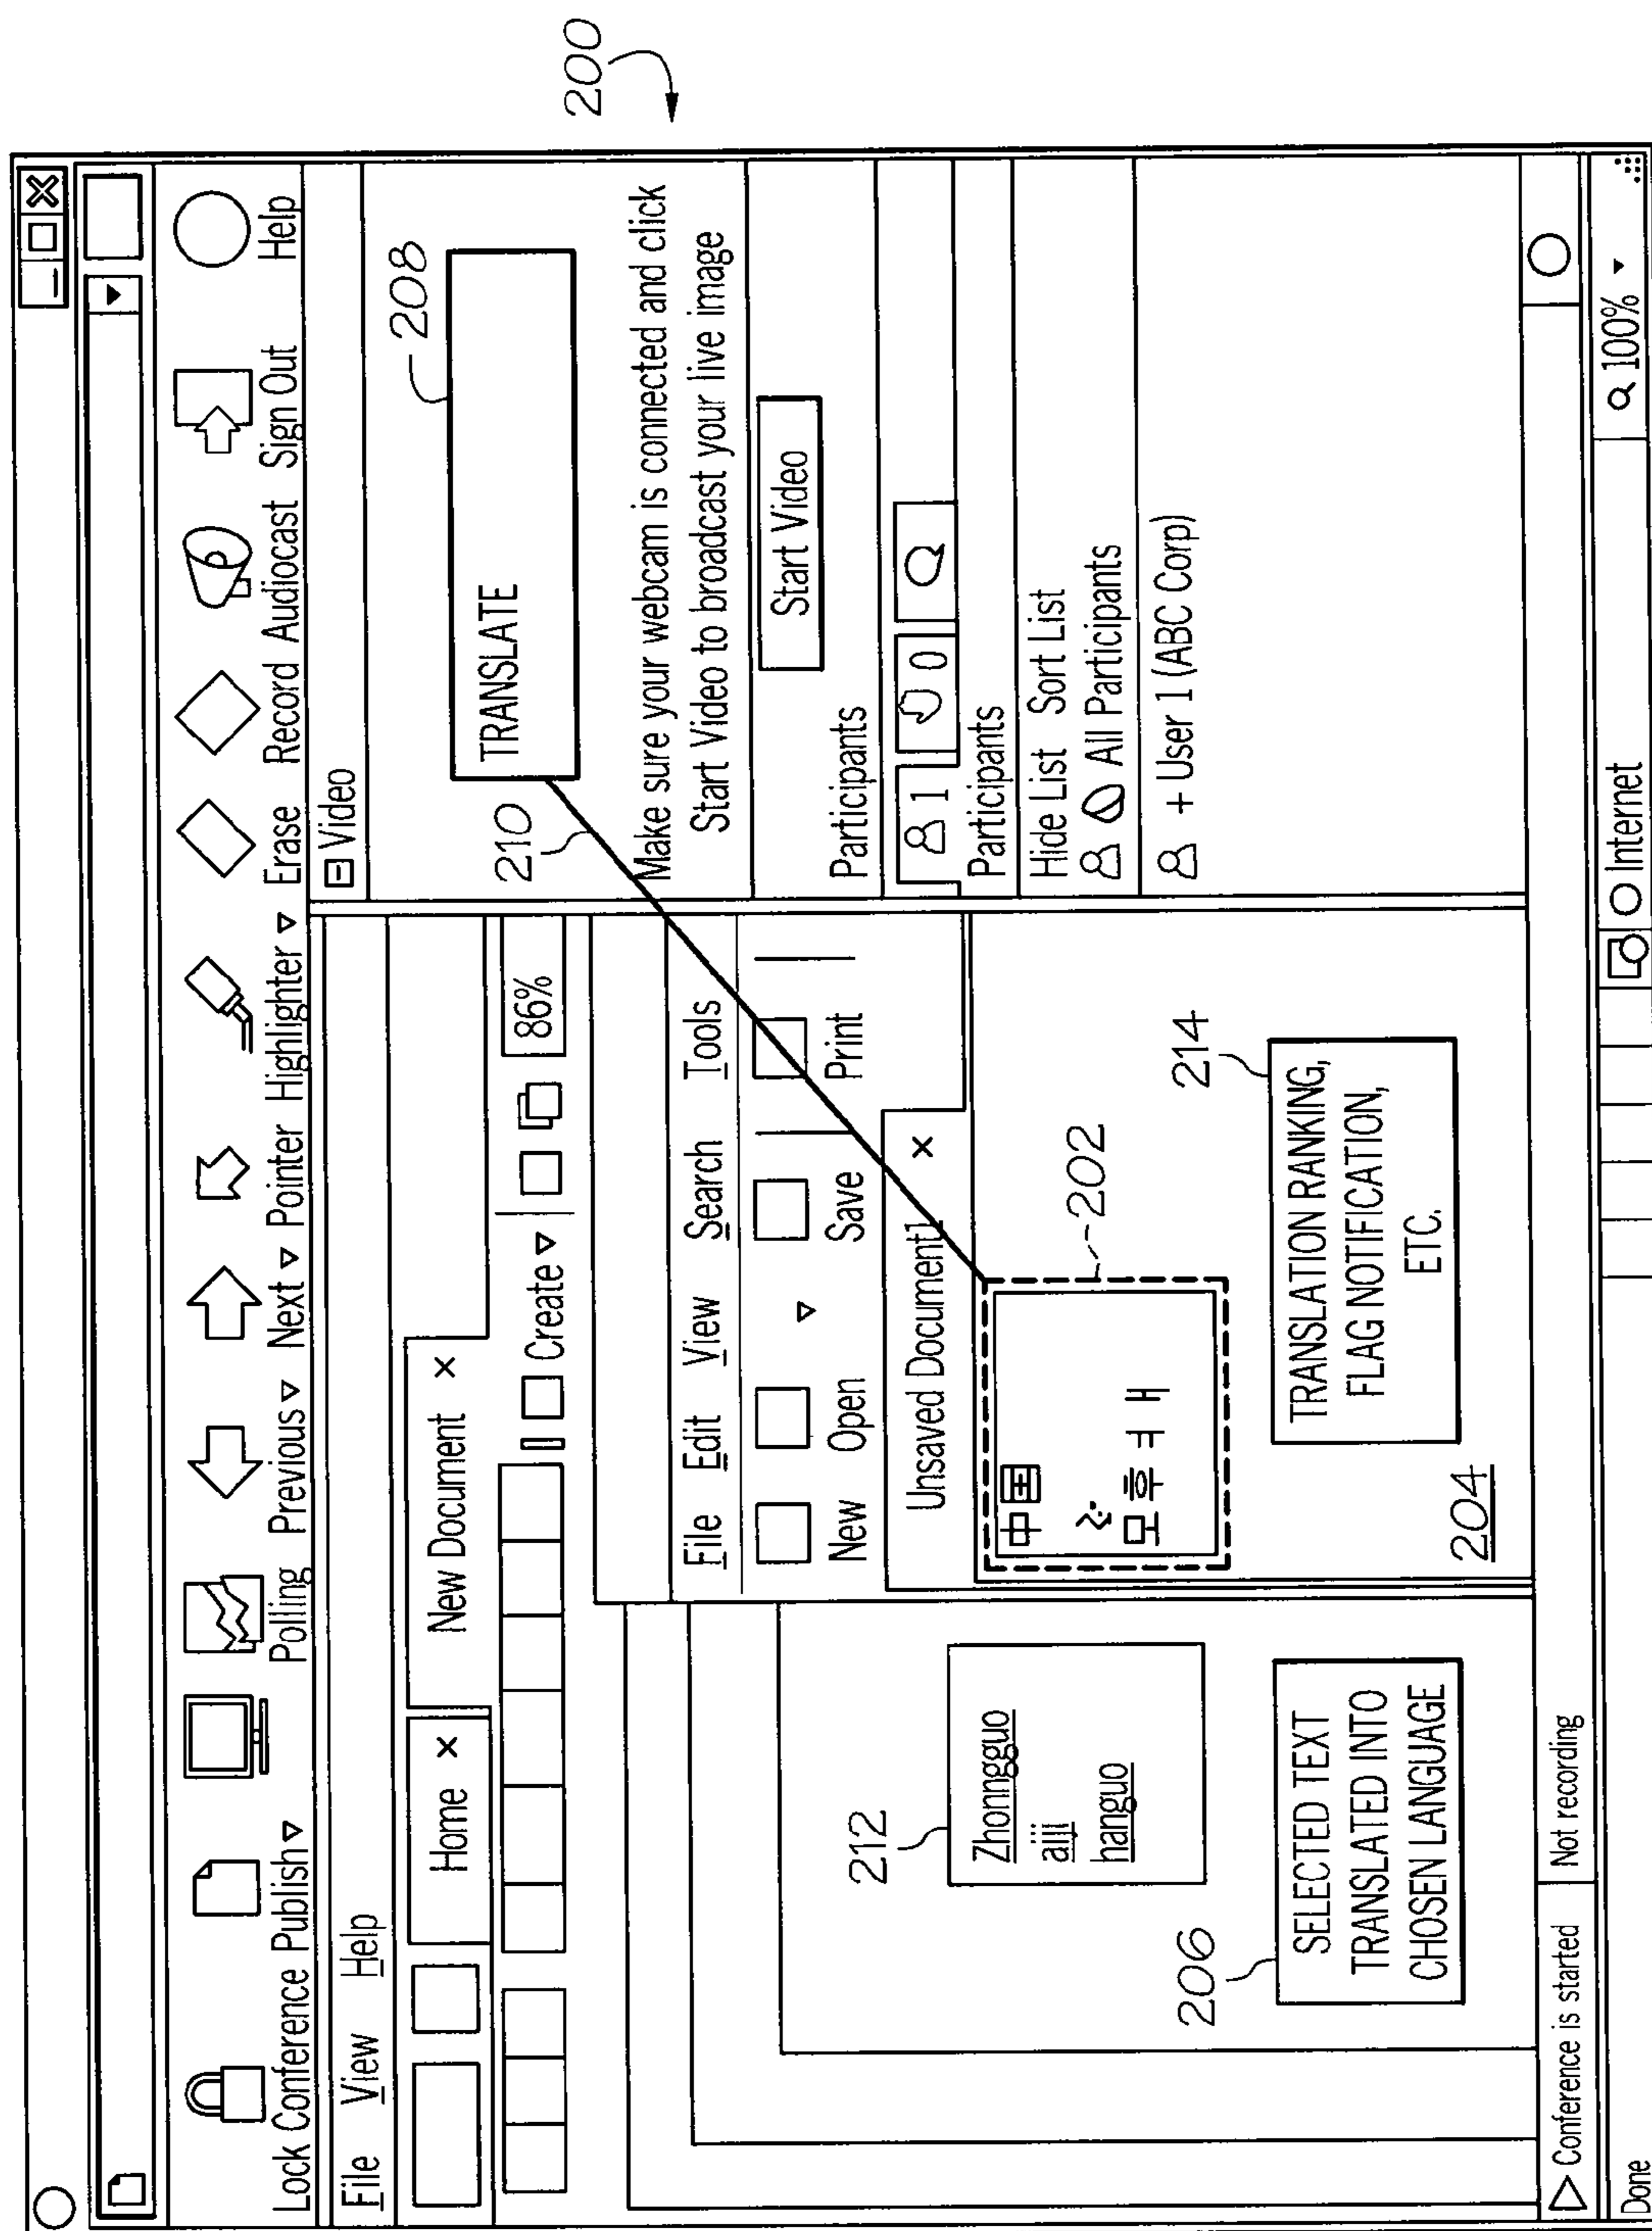 200
Lock Conference Publish Polling Previous Next Pointer Highlighter Erase Record Audiocast Sign Out Help
File View Help
Video
Home × New Document ×
208
TRANSLATE
210
Create 86%
Make sure your webcam is connected and click
Start Video to broadcast your live image
Start Video
File Edit View Search Tools
New Open Save Print
Unsaved Document1 ×
Participants
1 0
Participants
Hide List Sort List
All Participants
+ User 1 (ABC Corp)
212
Zhonngguo
aiji
hanguo
202
中国
206
SELECTED TEXT
TRANSLATED INTO
CHOSEN LANGUAGE
204
214
TRANSLATION RANKING,
FLAG NOTIFICATION,
ETC.
Conference is started Not recording
Done Internet 100%